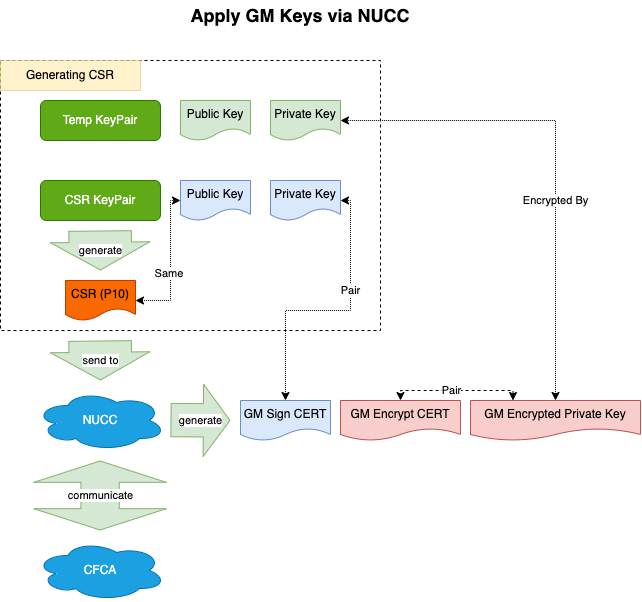 Apply GM Keys via NUCC
Generating CSR
Temp KeyPair
Public Key
Private Key
CSR KeyPair
Public Key
Private Key
Encrypted By
generate
Same
CSR (P10)
Pair
send to
Pair
NUCC
generate
GM Sign CERT
GM Encrypt CERT
GM Encrypted Private Key
communicate
CFCA